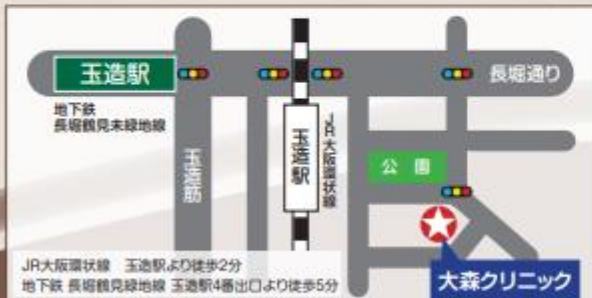 玉造駅
地下鉄
長堀鶴見未緑地線
玉造筋
玉造駅
JR大阪環状線
長堀通り
公園
大森クリニック
JR大阪環状線　玉造駅より徒歩2分
地下鉄 長堀鶴見緑地線 玉造駅4番出口より徒歩5分